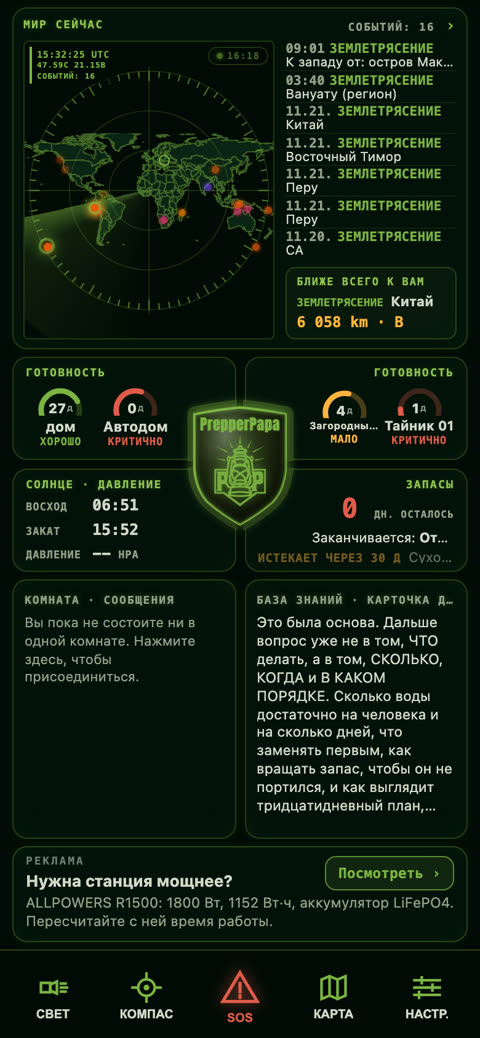 МИР СЕЙЧАС
СОБЫТИЙ: 16 ›
15:32:25 UTC
47.59С 21.15В
СОБЫТИЙ: 16
16:18
09:01 ЗЕМЛЕТРЯСЕНИЕ
К западу от: остров Мак…
03:40 ЗЕМЛЕТРЯСЕНИЕ
Вануату (регион)
11.21. ЗЕМЛЕТРЯСЕНИЕ
Китай
11.21. ЗЕМЛЕТРЯСЕНИЕ
Восточный Тимор
11.21. ЗЕМЛЕТРЯСЕНИЕ
Перу
11.21. ЗЕМЛЕТРЯСЕНИЕ
Перу
11.20. ЗЕМЛЕТРЯСЕНИЕ
СА
БЛИЖЕ ВСЕГО К ВАМ
ЗЕМЛЕТРЯСЕНИЕ Китай
6 058 km · В
ГОТОВНОСТЬ
27д
дом
ХОРОШО
0д
Автодом
КРИТИЧНО
ГОТОВНОСТЬ
4д
Загородны…
МАЛО
1д
Тайник 01
КРИТИЧНО
PrepperPapa
P P
СОЛНЦЕ · ДАВЛЕНИЕ
ВОСХОД 06:51
ЗАКАТ 15:52
ДАВЛЕНИЕ —— HPA
ЗАПАСЫ
0 ДН. ОСТАЛОСЬ
Заканчивается: От…
ИСТЕКАЕТ ЧЕРЕЗ 30 Д Сухо…
КОМНАТА · СООБЩЕНИЯ
Вы пока не состоите ни в
одной комнате. Нажмите
здесь, чтобы
присоединиться.
БАЗА ЗНАНИЙ · КАРТОЧКА Д…
Это была основа. Дальше
вопрос уже не в том, ЧТО
делать, а в том, СКОЛЬКО,
КОГДА и В КАКОМ
ПОРЯДКЕ. Сколько воды
достаточно на человека и
на сколько дней, что
заменять первым, как
вращать запас, чтобы он не
портился, и как выглядит
тридцатидневный план,…
РЕКЛАМА
Нужна станция мощнее?
Посмотреть ›
ALLPOWERS R1500: 1800 Вт, 1152 Вт·ч, аккумулятор LiFePO4.
Пересчитайте с ней время работы.
СВЕТ
КОМПАС
SOS
КАРТА
НАСТР.